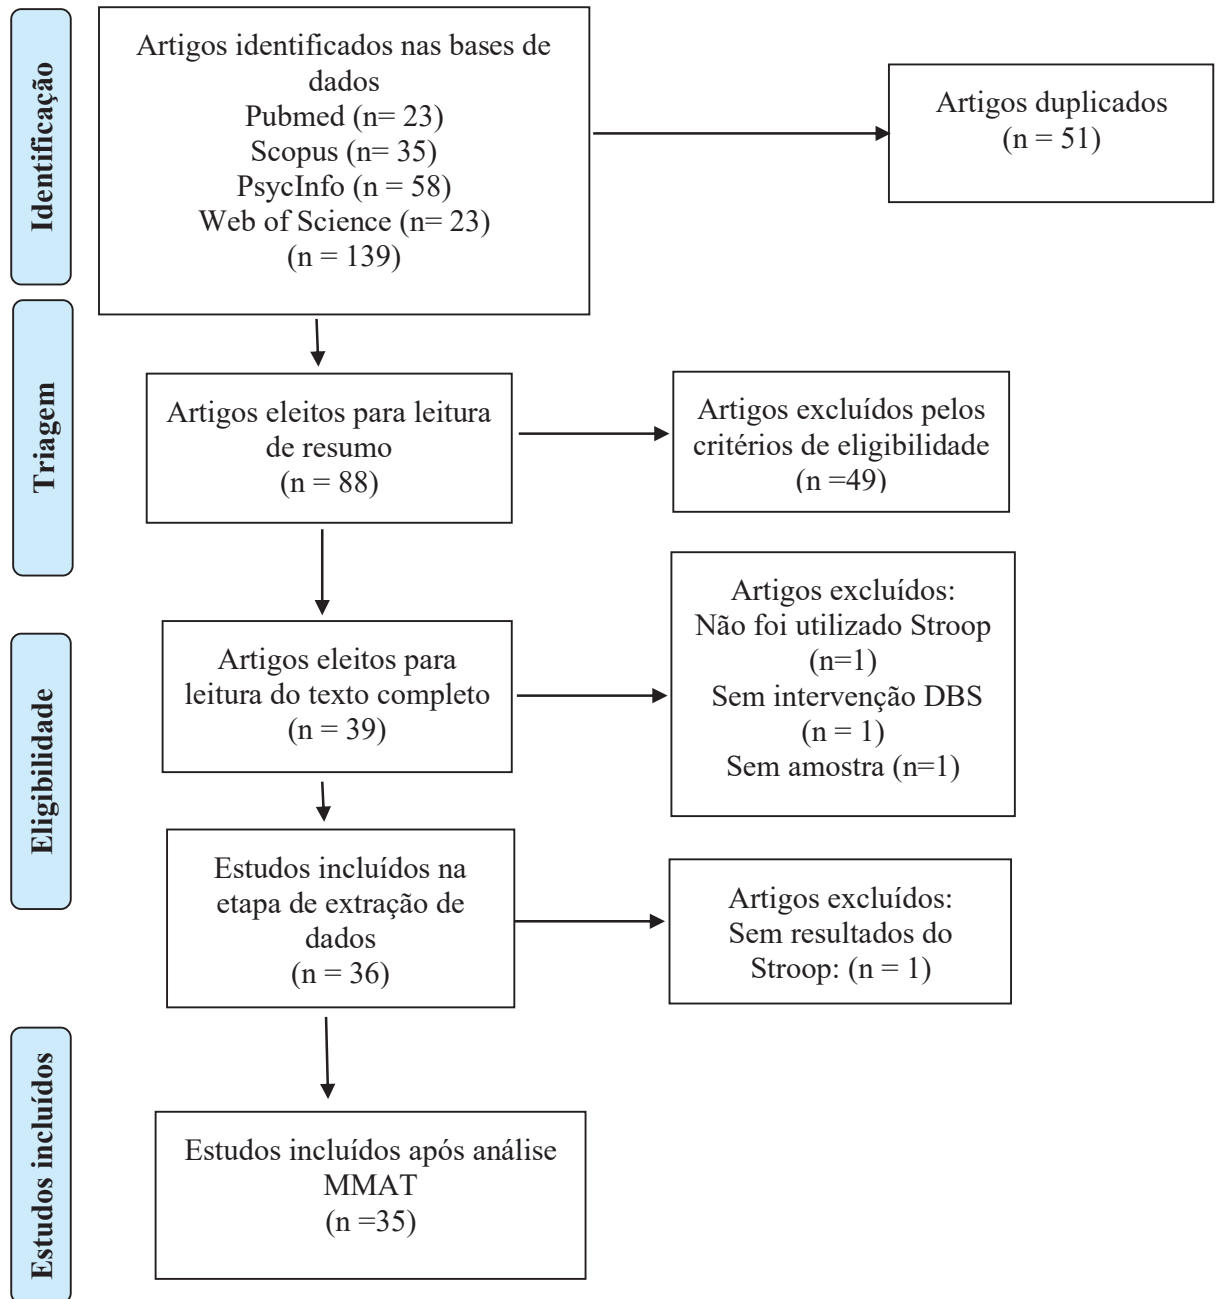 Identificação
Artigos identificados nas bases de
dados
Pubmed (n= 23)
Scopus (n= 35)
PsycInfo (n = 58)
Web of Science (n= 23)
(n = 139)
Artigos duplicados
(n = 51)
Triagem
Artigos eleitos para leitura
de resumo
(n = 88)
Artigos excluídos pelos
critérios de eligibilidade
(n =49)
Eligibilidade
Artigos eleitos para
leitura do texto completo
(n = 39)
Artigos excluídos:
Não foi utilizado Stroop
(n=1)
Sem intervenção DBS
(n = 1)
Sem amostra (n=1)
Estudos incluídos na
etapa de extração de
dados
(n = 36)
Artigos excluídos:
Sem resultados do
Stroop: (n = 1)
Estudos incluídos
Estudos incluídos após análise
MMAT
(n =35)